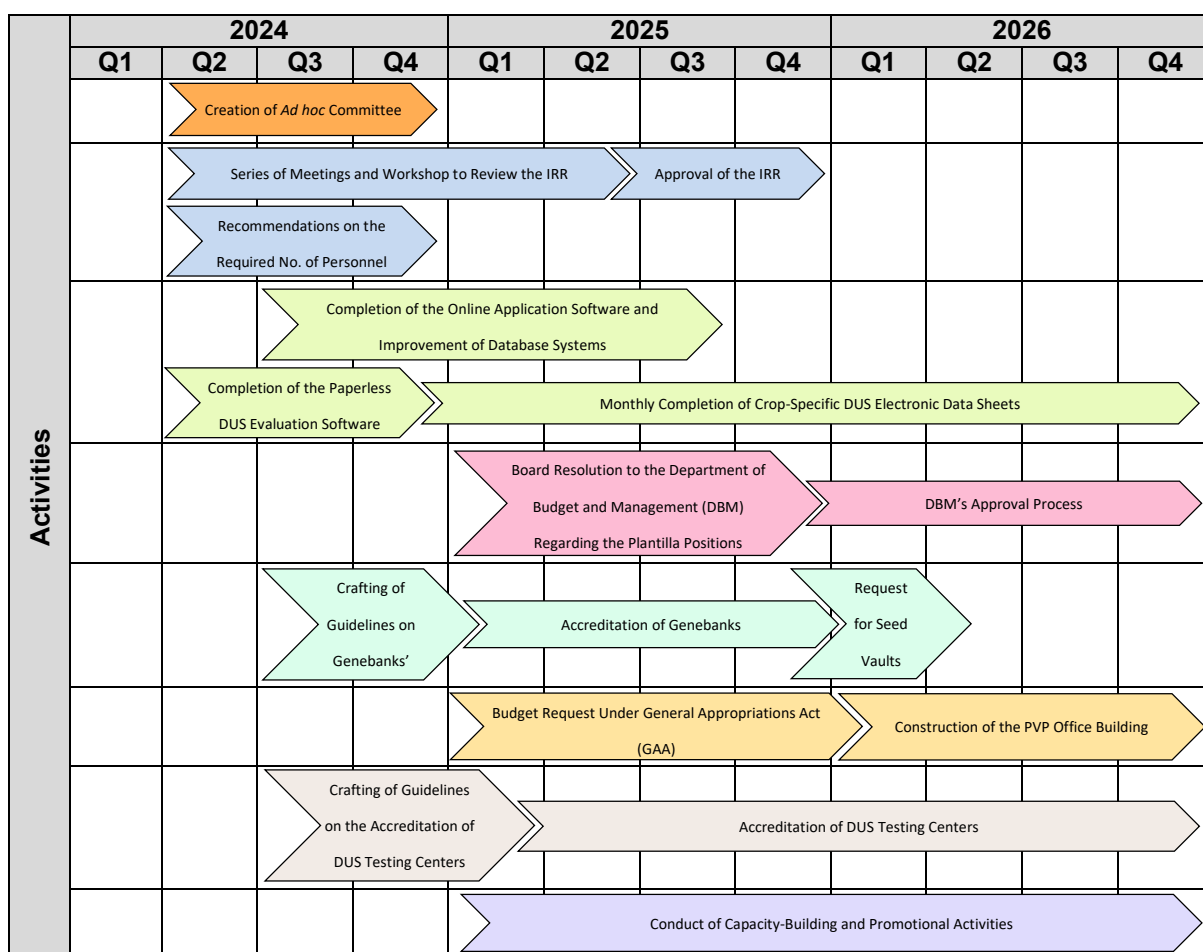 2024 2025 2026
Q1 Q2 Q3 Q4 Q1 Q2 Q3 Q4 Q1 Q2 Q3 Q4
Activities
Creation of Ad hoc Committee
Series of Meetings and Workshop to Review the IRR
Approval of the IRR
Recommendations on the
Required No. of Personnel
Completion of the Online Application Software and
Improvement of Database Systems
Completion of the Paperless
DUS Evaluation Software
Monthly Completion of Crop-Specific DUS Electronic Data Sheets
Board Resolution to the Department of
Budget and Management (DBM)
Regarding the Plantilla Positions
DBM’s Approval Process
Crafting of
Guidelines on
Genebanks’
Accreditation of Genebanks
Request
for Seed
Vaults
Budget Request Under General Appropriations Act
(GAA)
Construction of the PVP Office Building
Crafting of Guidelines
on the Accreditation of
DUS Testing Centers
Accreditation of DUS Testing Centers
Conduct of Capacity-Building and Promotional Activities